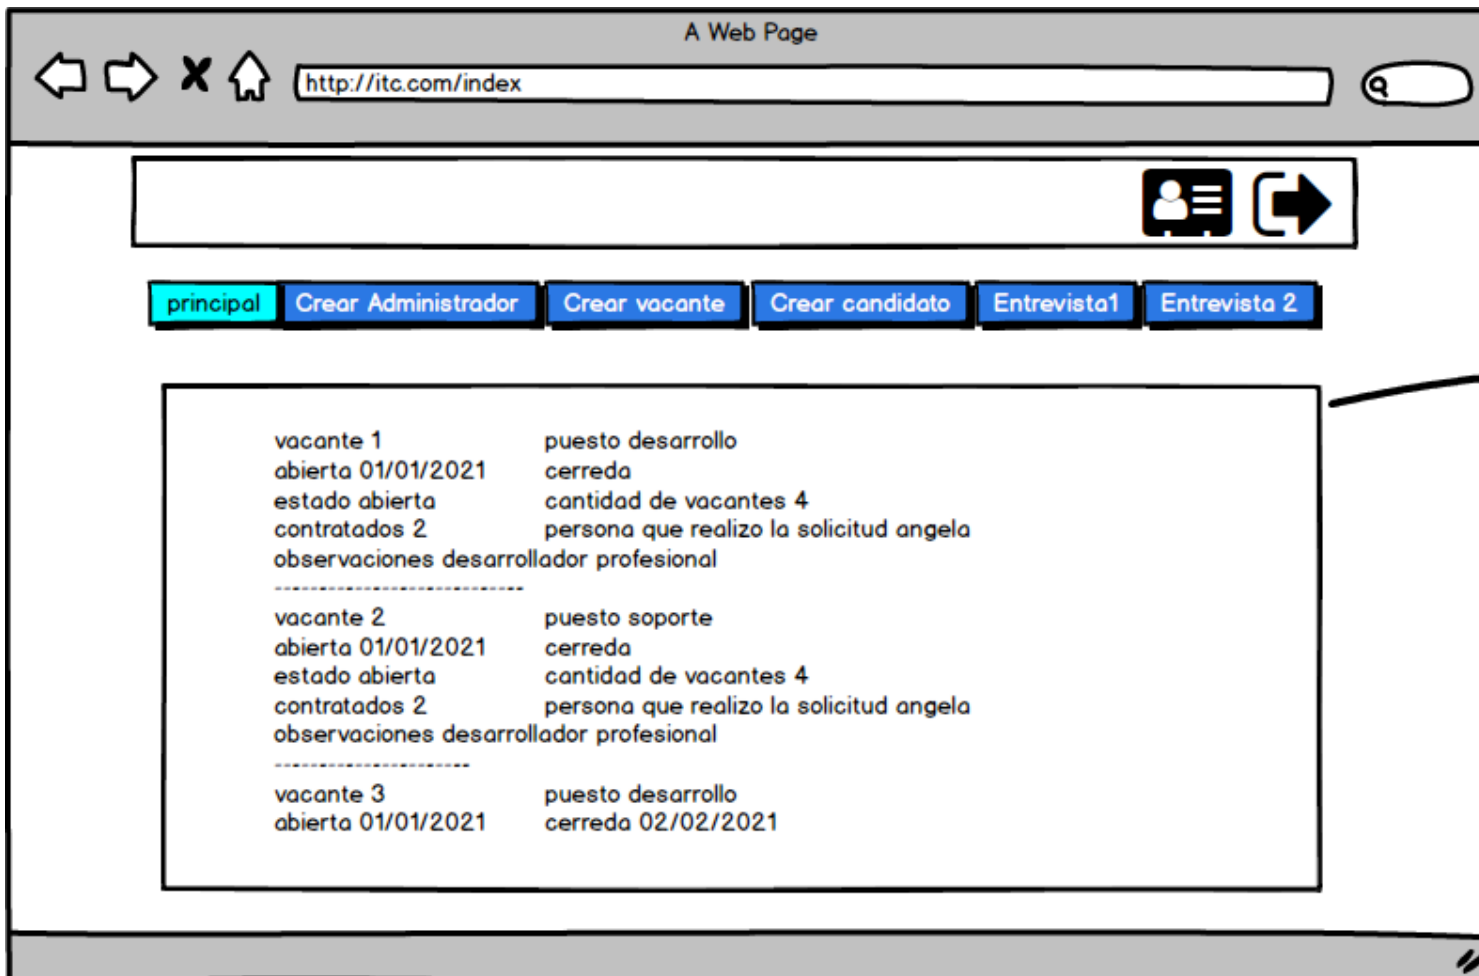 A Web Page
http://itc.com/index
principal Crear Administrador Crear vacante Crear candidato Entrevista1 Entrevista 2
vacante 1 puesto desarrollo
abierta 01/01/2021 cerreda
estado abierta cantidad de vacantes 4
contratados 2 persona que realizo la solicitud angela
observaciones desarrollador profesional
----------------------------
vacante 2 puesto soporte
abierta 01/01/2021 cerreda
estado abierta cantidad de vacantes 4
contratados 2 persona que realizo la solicitud angela
observaciones desarrollador profesional
----------------------
vacante 3 puesto desarrollo
abierta 01/01/2021 cerreda 02/02/2021